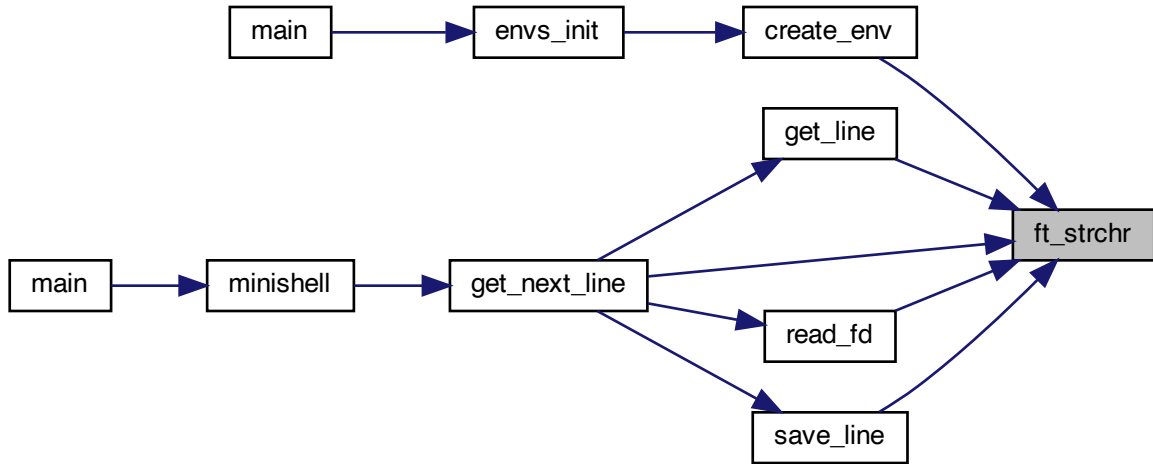 main
envs_init
create_env
get_line
ft_strchr
main
minishell
get_next_line
read_fd
save_line